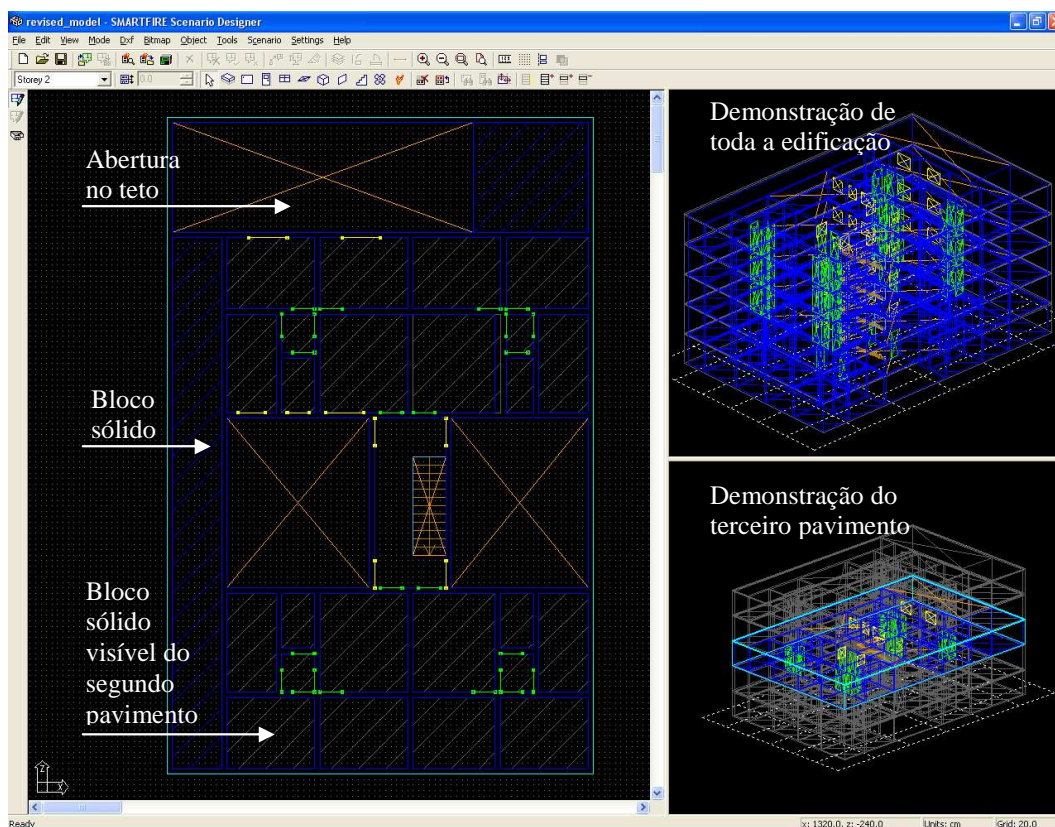 revised_model - SMARTFIRE Scenario Designer
File Edit View Mode Dxf Bitmap Object Tools Scenario Settings Help
Storey 2
0.0
Abertura
no teto
Bloco
sólido
Bloco
sólido
visível do
segundo
pavimento
Z
X
Demonstração de
toda a edificação
Demonstração do
terceiro pavimento
Ready
x: 1320.0, z: -240.0
Units: cm
Grid: 20.0